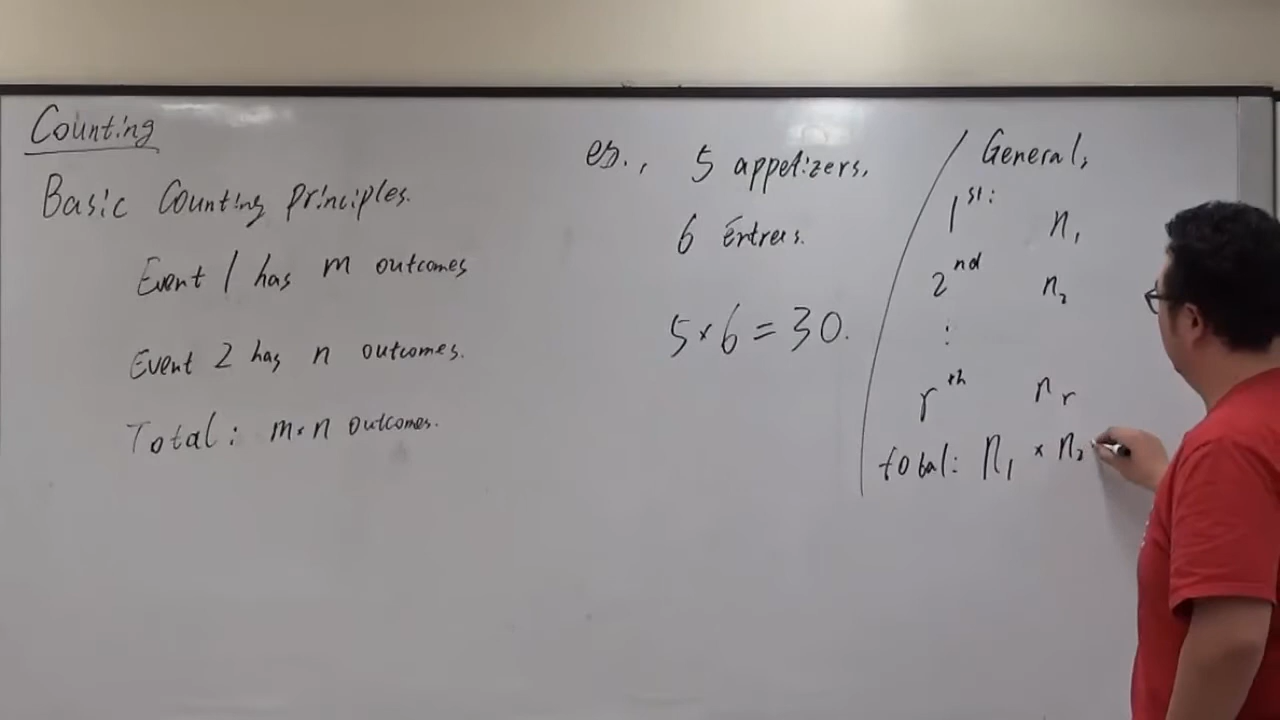 Counting
Basic Counting principles.
Event 1 has m outcomes
Event 2 has n outcomes.
Total: m×n outcomes.
eg., 5 appetizers,
6 entrees.
5×6=30.
General,
1st: n₁
2nd n₂
:
rth nᵣ
total: n₁ × n₂